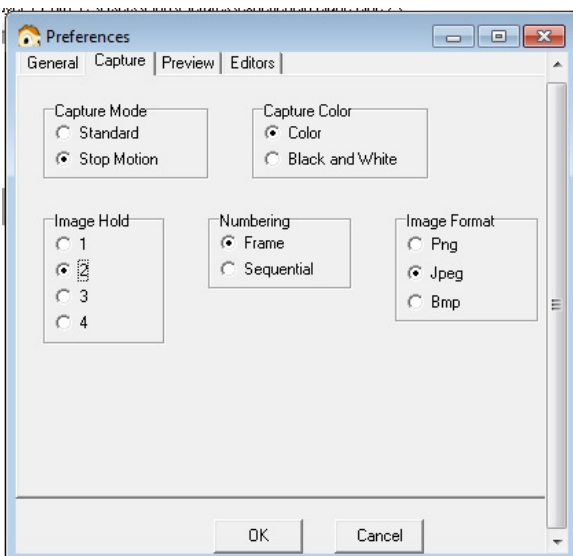 Preferences
General Capture Preview Editors
Capture Mode
Standard
Stop Motion
Capture Color
Color
Black and White
Image Hold
1
2
3
4
Numbering
Frame
Sequential
Image Format
Png
Jpeg
Bmp
OK Cancel